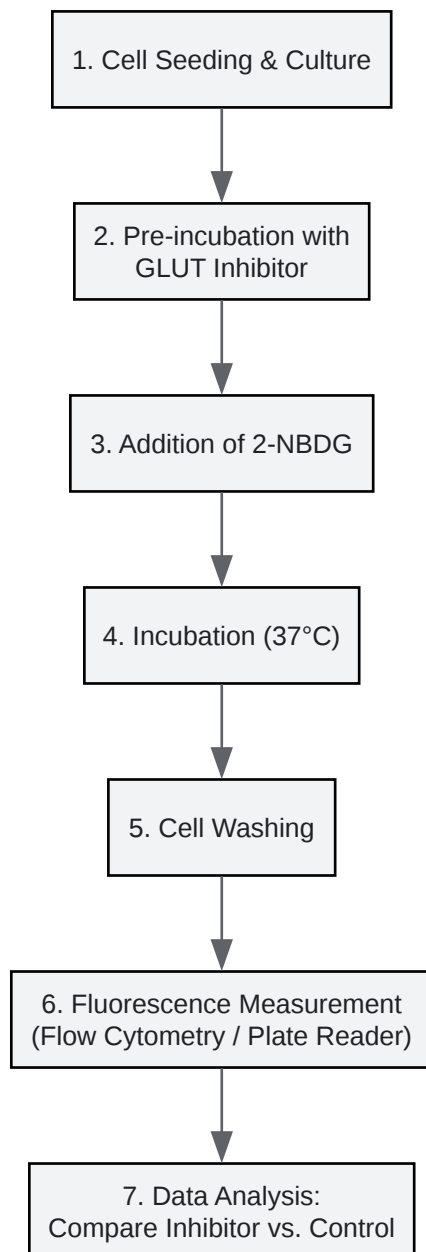 1. Cell Seeding & Culture
2. Pre-incubation with
GLUT Inhibitor
3. Addition of 2-NBDG
4. Incubation (37°C)
5. Cell Washing
6. Fluorescence Measurement
(Flow Cytometry / Plate Reader)
7. Data Analysis:
Compare Inhibitor vs. Control